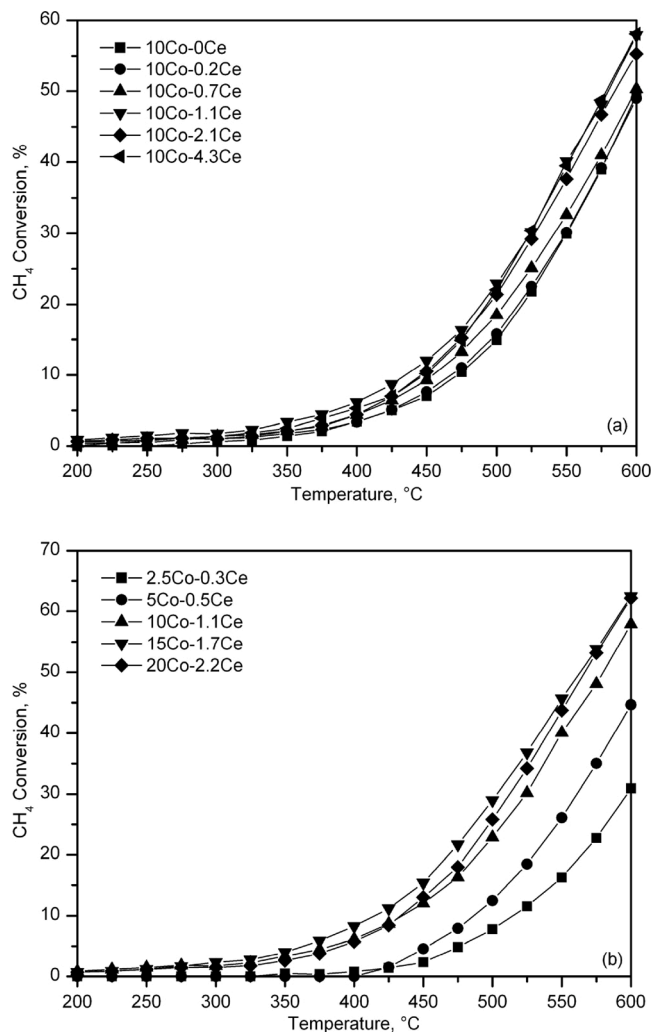 60
50
40
30
20
10
0
CH₄ Conversion, %
10Co-0Ce
10Co-0.2Ce
10Co-0.7Ce
10Co-1.1Ce
10Co-2.1Ce
10Co-4.3Ce
(a)
200 250 300 350 400 450 500 550 600
Temperature, °C
70
60
50
40
30
20
10
0
CH₄ Conversion, %
2.5Co-0.3Ce
5Co-0.5Ce
10Co-1.1Ce
15Co-1.7Ce
20Co-2.2Ce
(b)
200 250 300 350 400 450 500 550 600
Temperature, °C